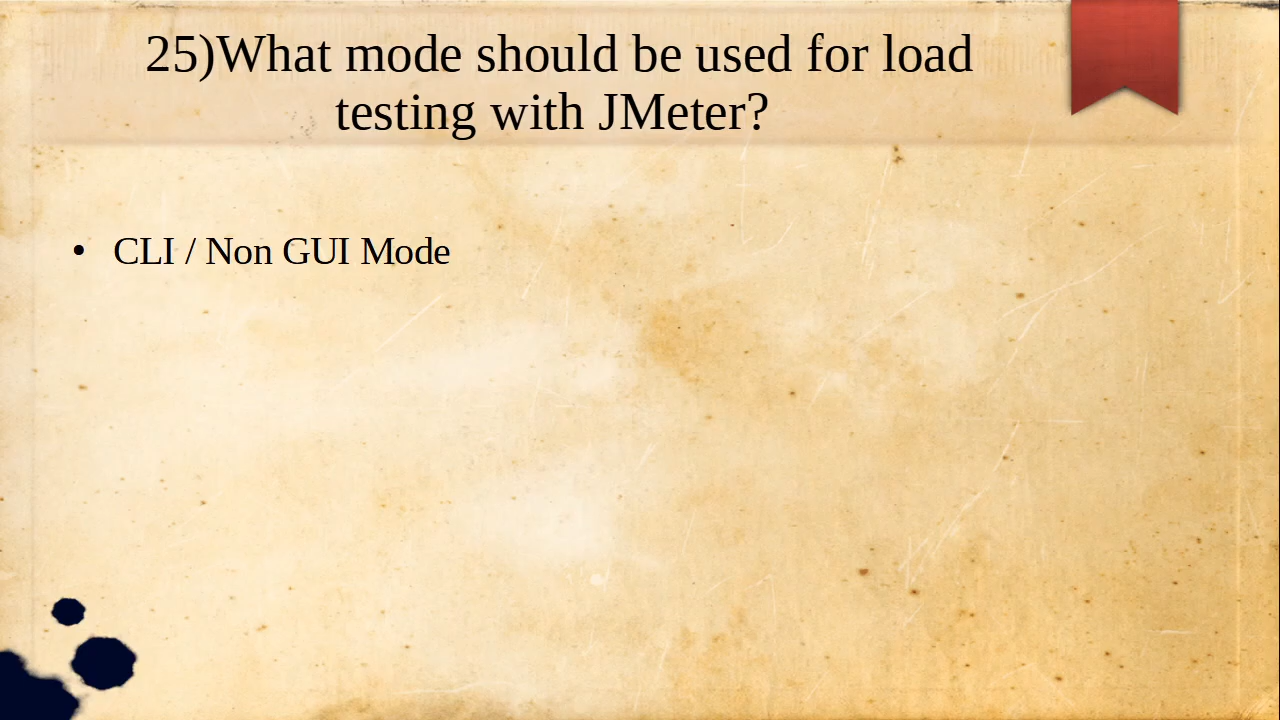 25)What mode should be used for load
testing with JMeter?
• CLI / Non GUI Mode